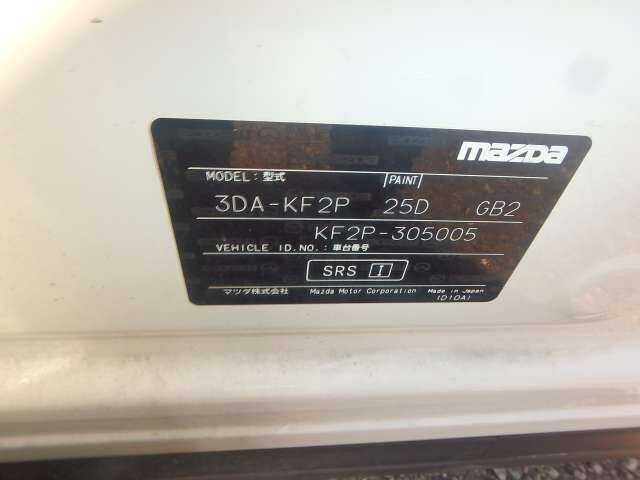 mazda
MODEL: 型式 PAINT
3DA-KF2P 25D GB2
KF2P-305005
VEHICLE ID.NO.: 車台番号
SRS I
マツダ株式会社 Mazda Motor Corporation Made in Japan
ID1DA1